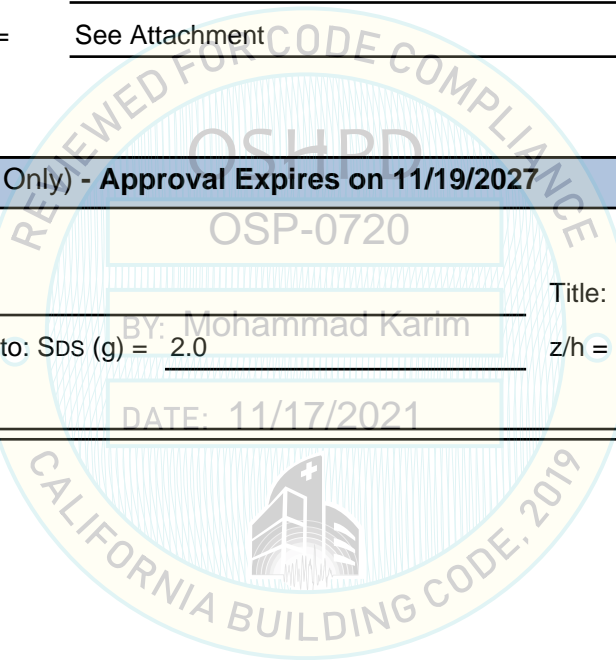 = See Attachment
REVIEWED FOR CODE COMPLIANCE
OSHPD
Only) - Approval Expires on 11/19/2027
OSP-0720
Title:
BY: Mohammad Karim
to: SDS (g) = 2.0 z/h =
DATE: 11/17/2021
CALIFORNIA BUILDING CODE, 2019